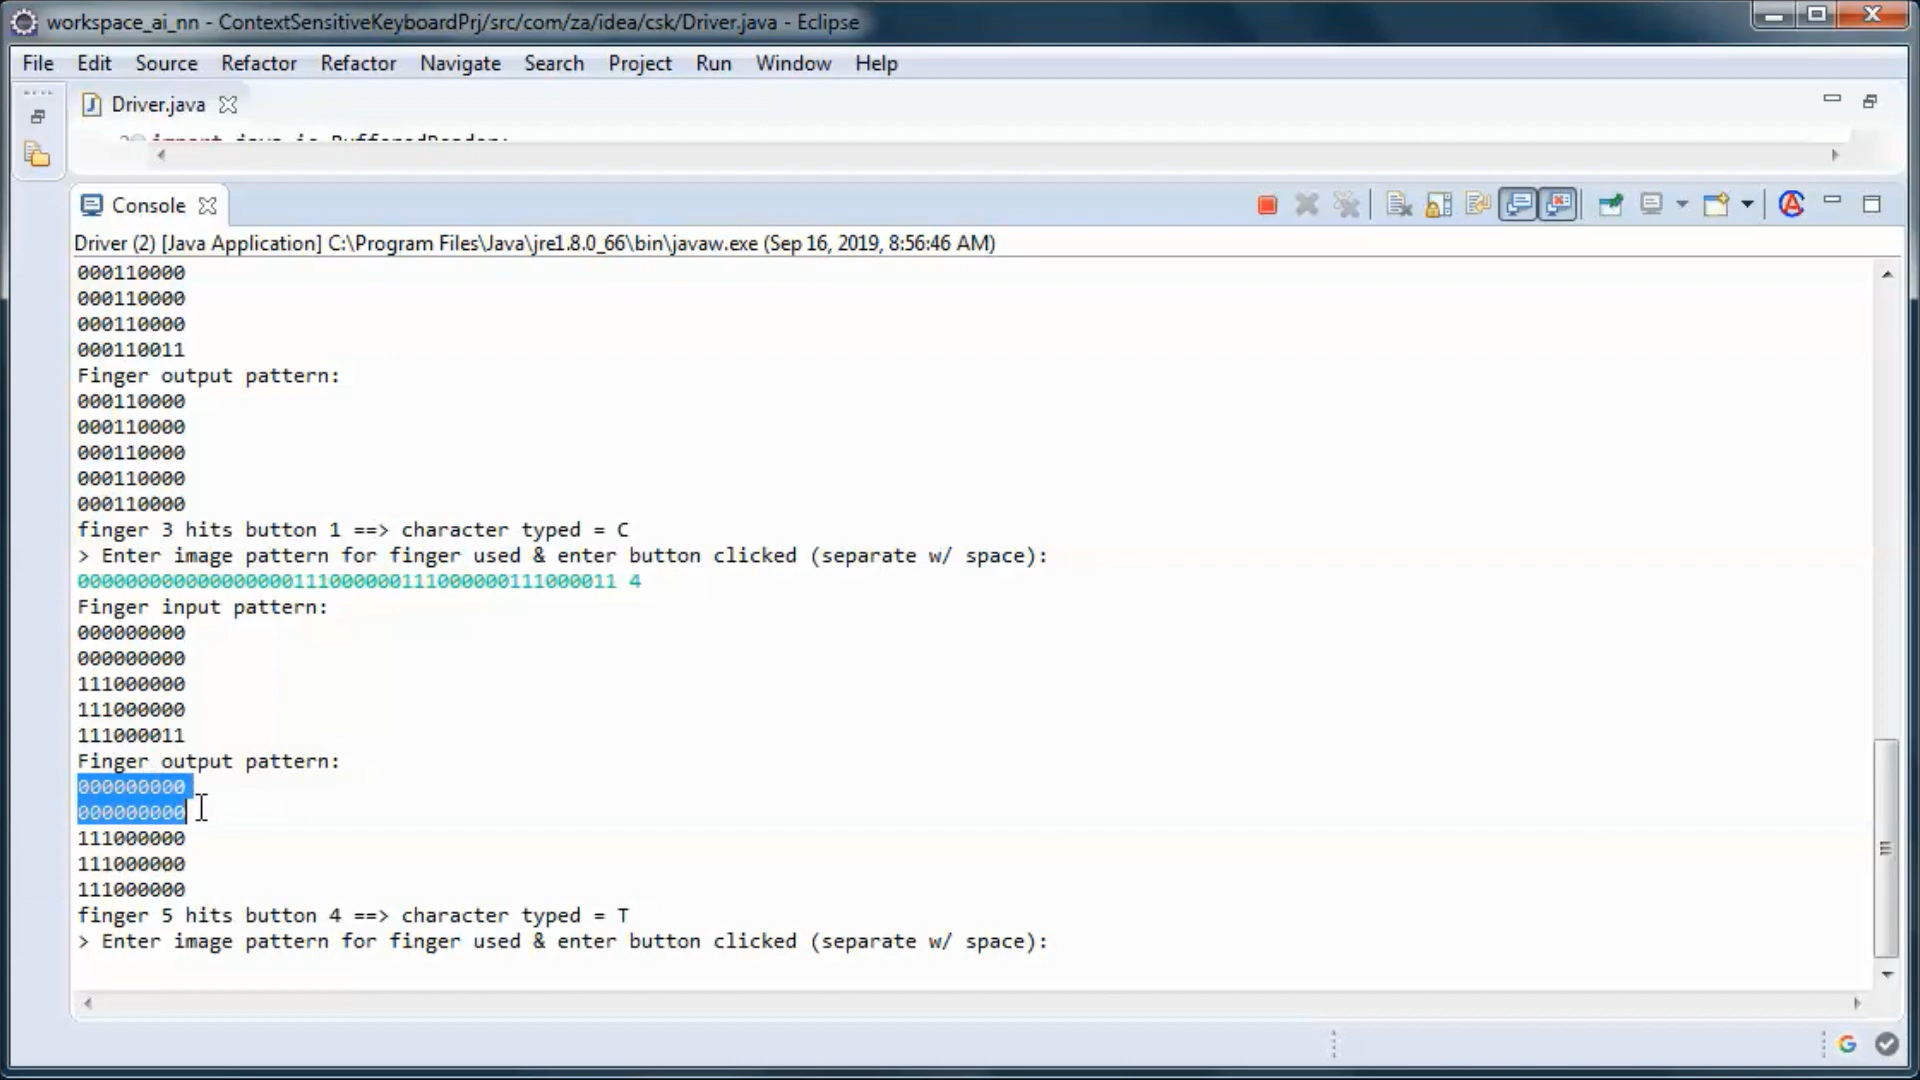 workspace_ai_nn - ContextSensitiveKeyboardPrj/src/com/za/idea/csk/Driver.java - Eclipse
File Edit Source Refactor Refactor Navigate Search Project Run Window Help
Driver.java
import java.io.BufferedReader;
Console
Driver (2) [Java Application] C:\Program Files\Java\jre1.8.0_66\bin\javaw.exe (Sep 16, 2019, 8:56:46 AM)
000110000
000110000
000110000
000110011
Finger output pattern:
000110000
000110000
000110000
000110000
000110000
finger 3 hits button 1 ==> character typed = C
> Enter image pattern for finger used & enter button clicked (separate w/ space):
000000000000000000111000000111000000111000011 4
Finger input pattern:
000000000
000000000
111000000
111000000
111000011
Finger output pattern:
000000000
000000000
111000000
111000000
111000000
finger 5 hits button 4 ==> character typed = T
> Enter image pattern for finger used & enter button clicked (separate w/ space):